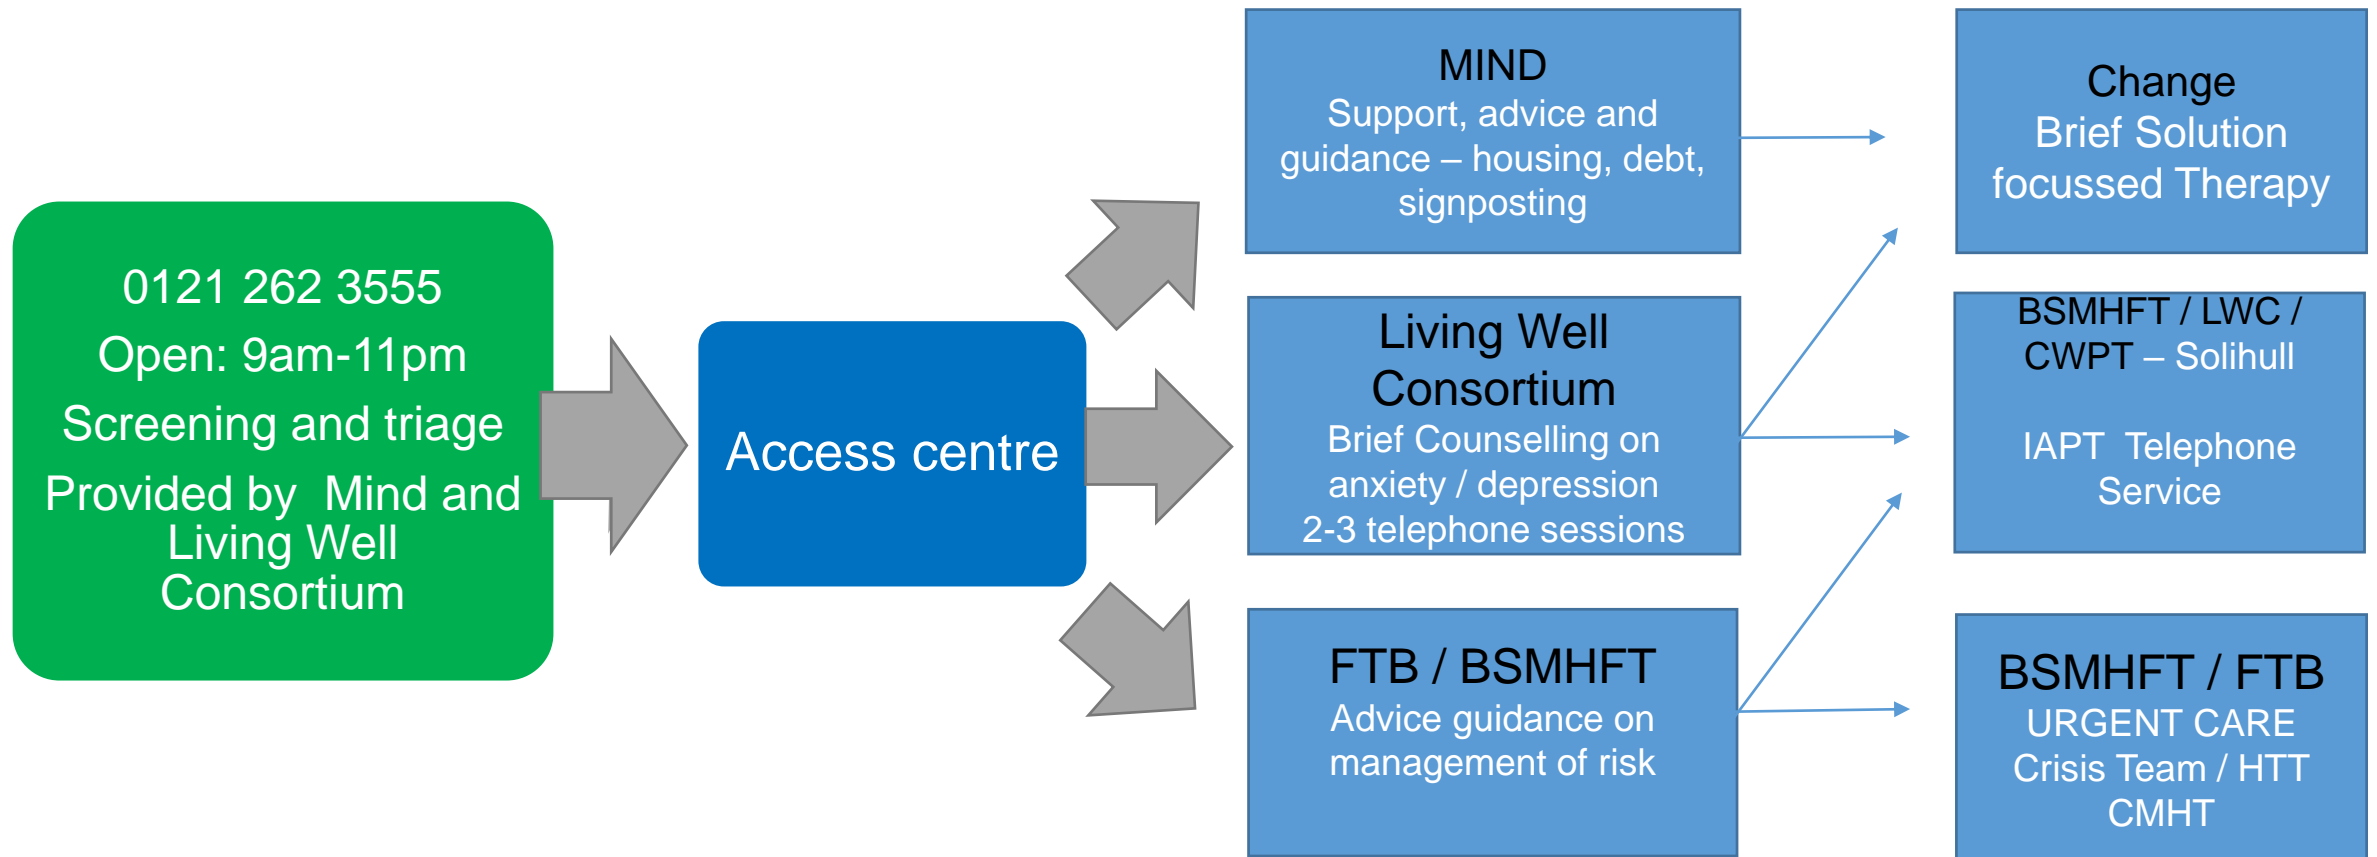 0121 262 3555
Open: 9am-11pm
Screening and triage
Provided by  Mind and
Living Well
Consortium
Access centre
MIND
Support, advice and
guidance – housing, debt,
signposting
Living Well
Consortium
Brief Counselling on
anxiety / depression
2-3 telephone sessions
FTB / BSMHFT
Advice guidance on
management of risk
Change
Brief Solution
focussed Therapy
BSMHFT / LWC /
CWPT – Solihull
IAPT  Telephone
Service
BSMHFT / FTB
URGENT CARE
Crisis Team / HTT
CMHT